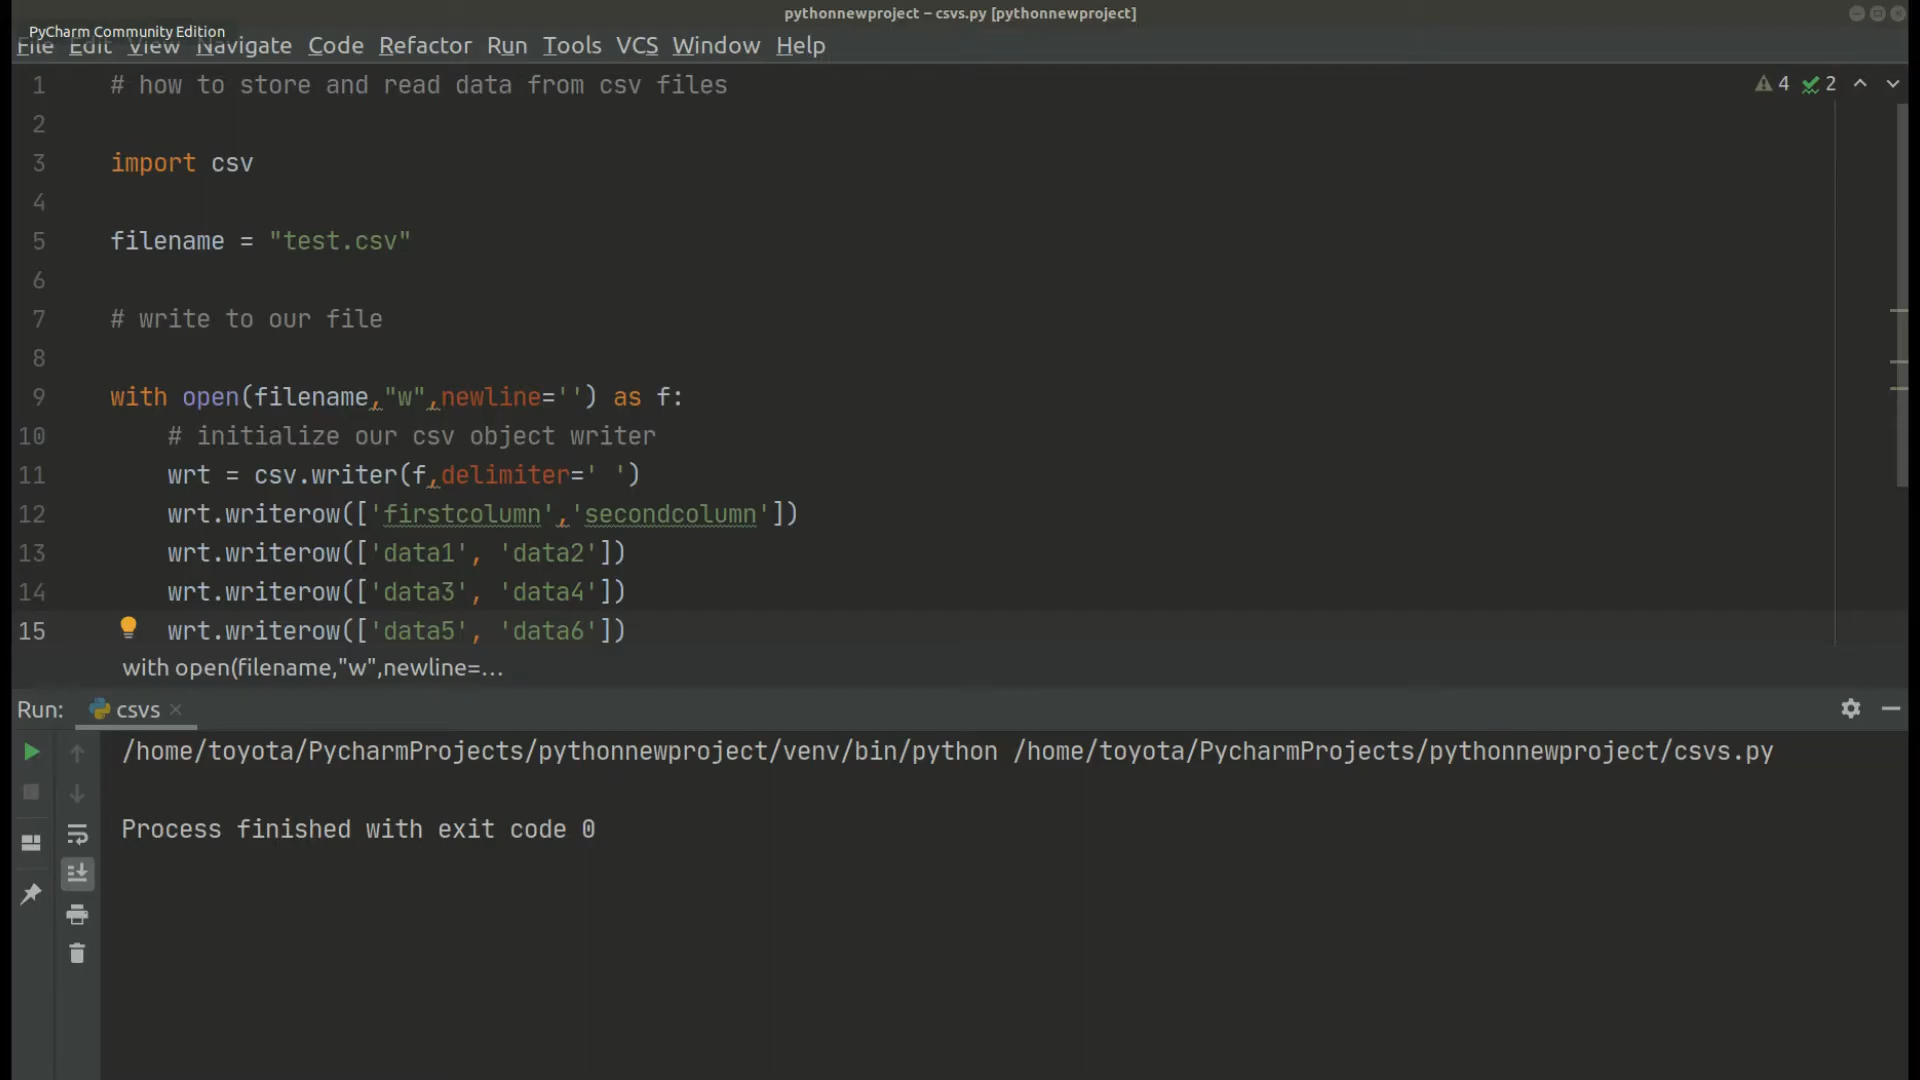 pythonnewproject – csvs.py [pythonnewproject]
PyCharm Community Edition
File Edit View Navigate Code Refactor Run Tools VCS Window Help
1 # how to store and read data from csv files
4 2
2
3 import csv
4
5 filename = "test.csv"
6
7 # write to our file
8
9 with open(filename,"w",newline='') as f:
10 # initialize our csv object writer
11 wrt = csv.writer(f,delimiter=' ')
12 wrt.writerow(['firstcolumn','secondcolumn'])
13 wrt.writerow(['data1', 'data2'])
14 wrt.writerow(['data3', 'data4'])
15 wrt.writerow(['data5', 'data6'])
with open(filename,"w",newline=...
Run: csvs
/home/toyota/PycharmProjects/pythonnewproject/venv/bin/python /home/toyota/PycharmProjects/pythonnewproject/csvs.py
Process finished with exit code 0